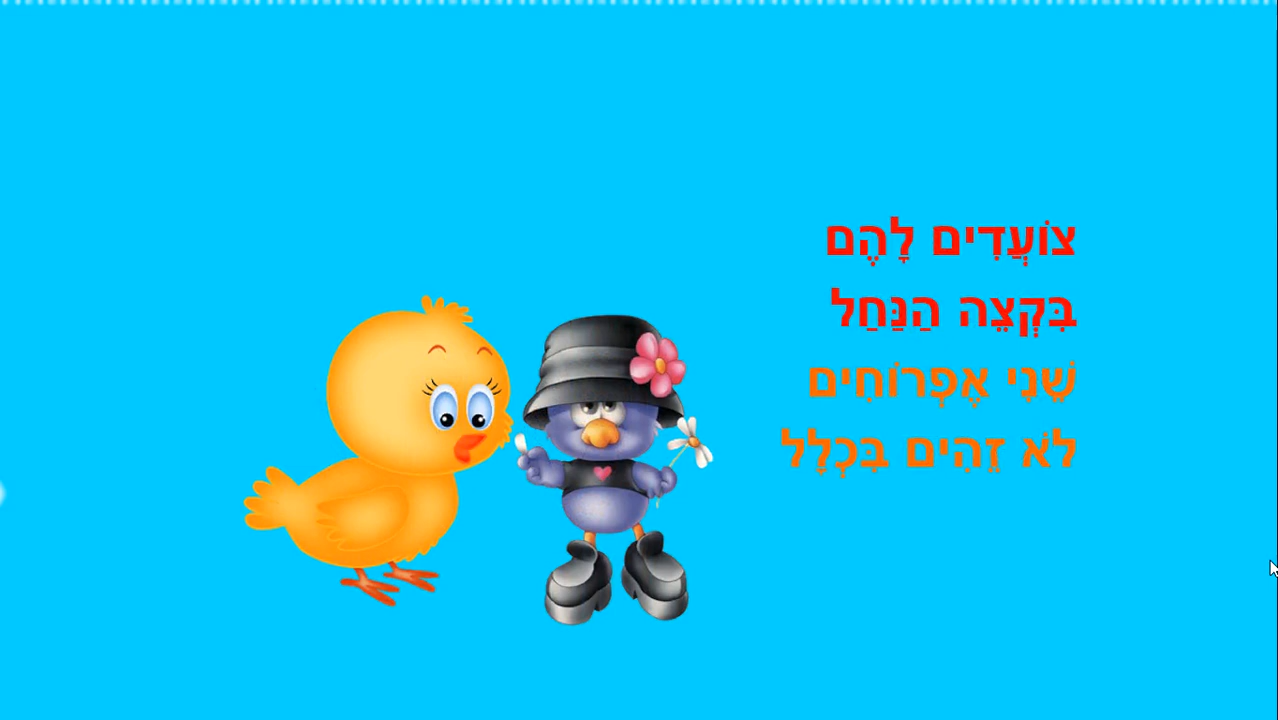 צוֹעֲדִים לָהֶם
בִּקְצֵה הַנַּחַל
שְׁנֵי אֶפְרוֹחִים
לֹא זֵהִים בִּכְלָל